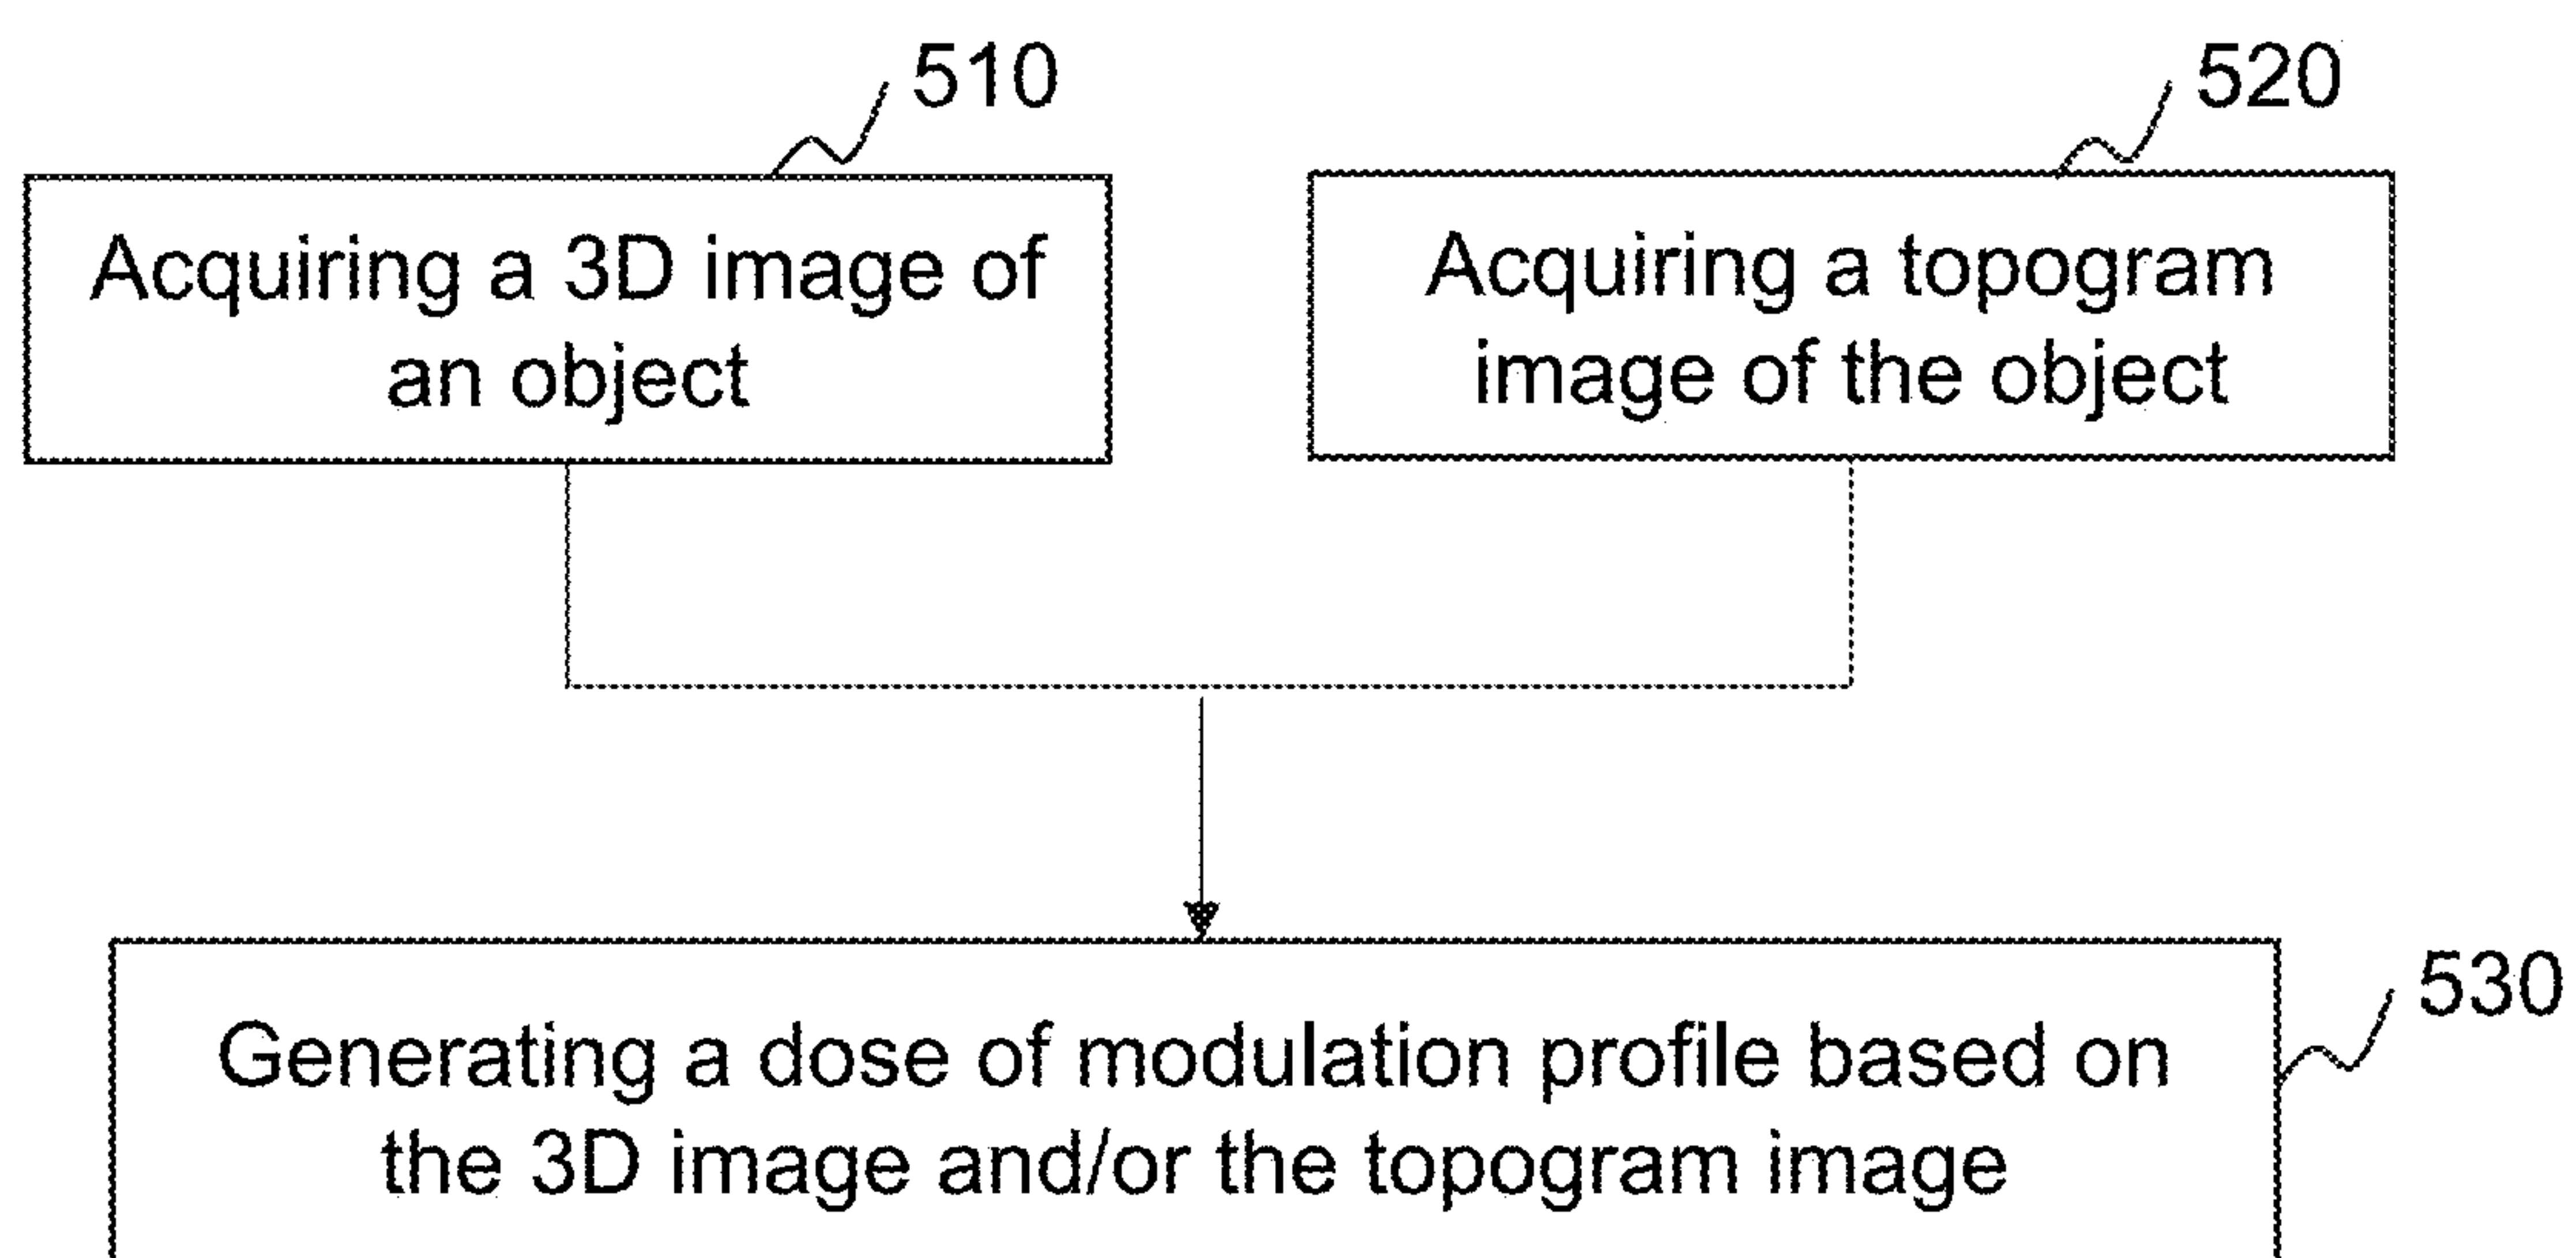 510
520
Acquiring a 3D image of
an object
Acquiring a topogram
image of the object
530
Generating a dose of modulation profile based on
the 3D image and/or the topogram image